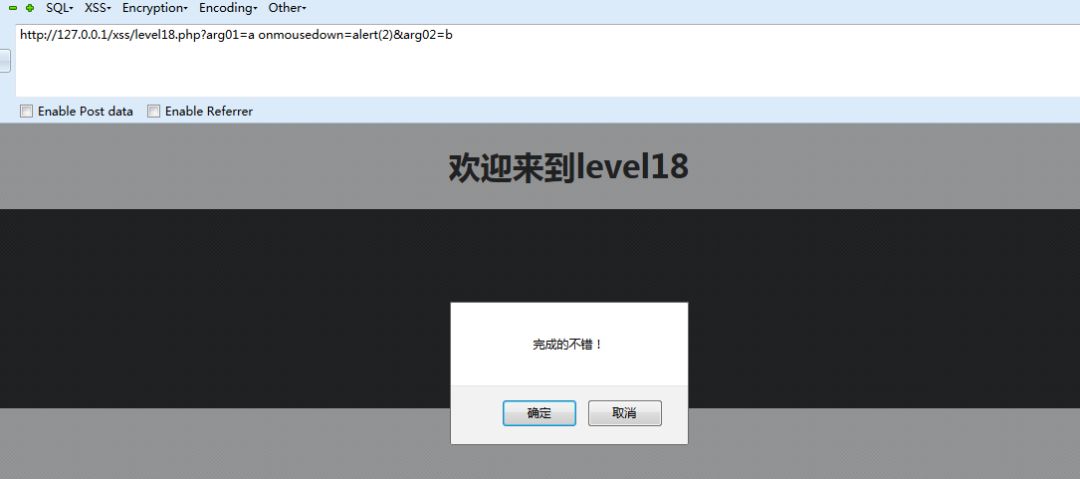 SQL▾ XSS▾ Encryption▾ Encoding▾ Other▾
http://127.0.0.1/xss/level18.php?arg01=a onmousedown=alert(2)&arg02=b
Enable Post data Enable Referrer
欢迎来到level18
完成的不错！
确定 取消